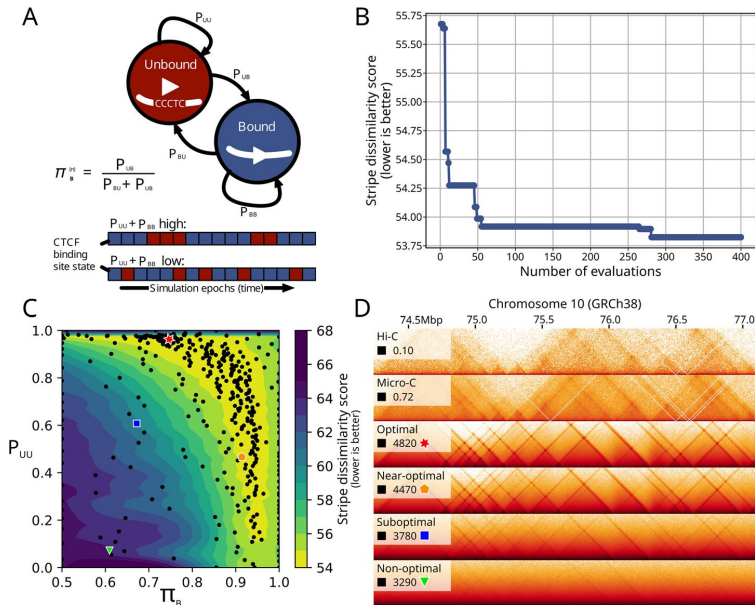 A
P_UU
Unbound
CCCTC
P_UB
Bound
P_BU
P_BB
π_B^(n) = P_UB / (P_BU + P_UB)
P_UU + P_BB high:
CTCF
binding
site state
P_UU + P_BB low:
Simulation epochs (time)
B
Stripe dissimilarity score
(lower is better)
55.75
55.50
55.25
55.00
54.75
54.50
54.25
54.00
53.75
0 50 100 150 200 250 300 350 400
Number of evaluations
C
P_UU
1.0
0.8
0.6
0.4
0.2
0.0
0.5 0.6 0.7 0.8 0.9 1.0
π_B
68
66
64
62
60
58
56
54
Stripe dissimilarity score
(lower is better)
D
Chromosome 10 (GRCh38)
74.5Mbp 75.0 75.5 76.0 76.5 77.0
Hi-C
0.10
Micro-C
0.72
Optimal
4820
Near-optimal
4470
Suboptimal
3780
Non-optimal
3290